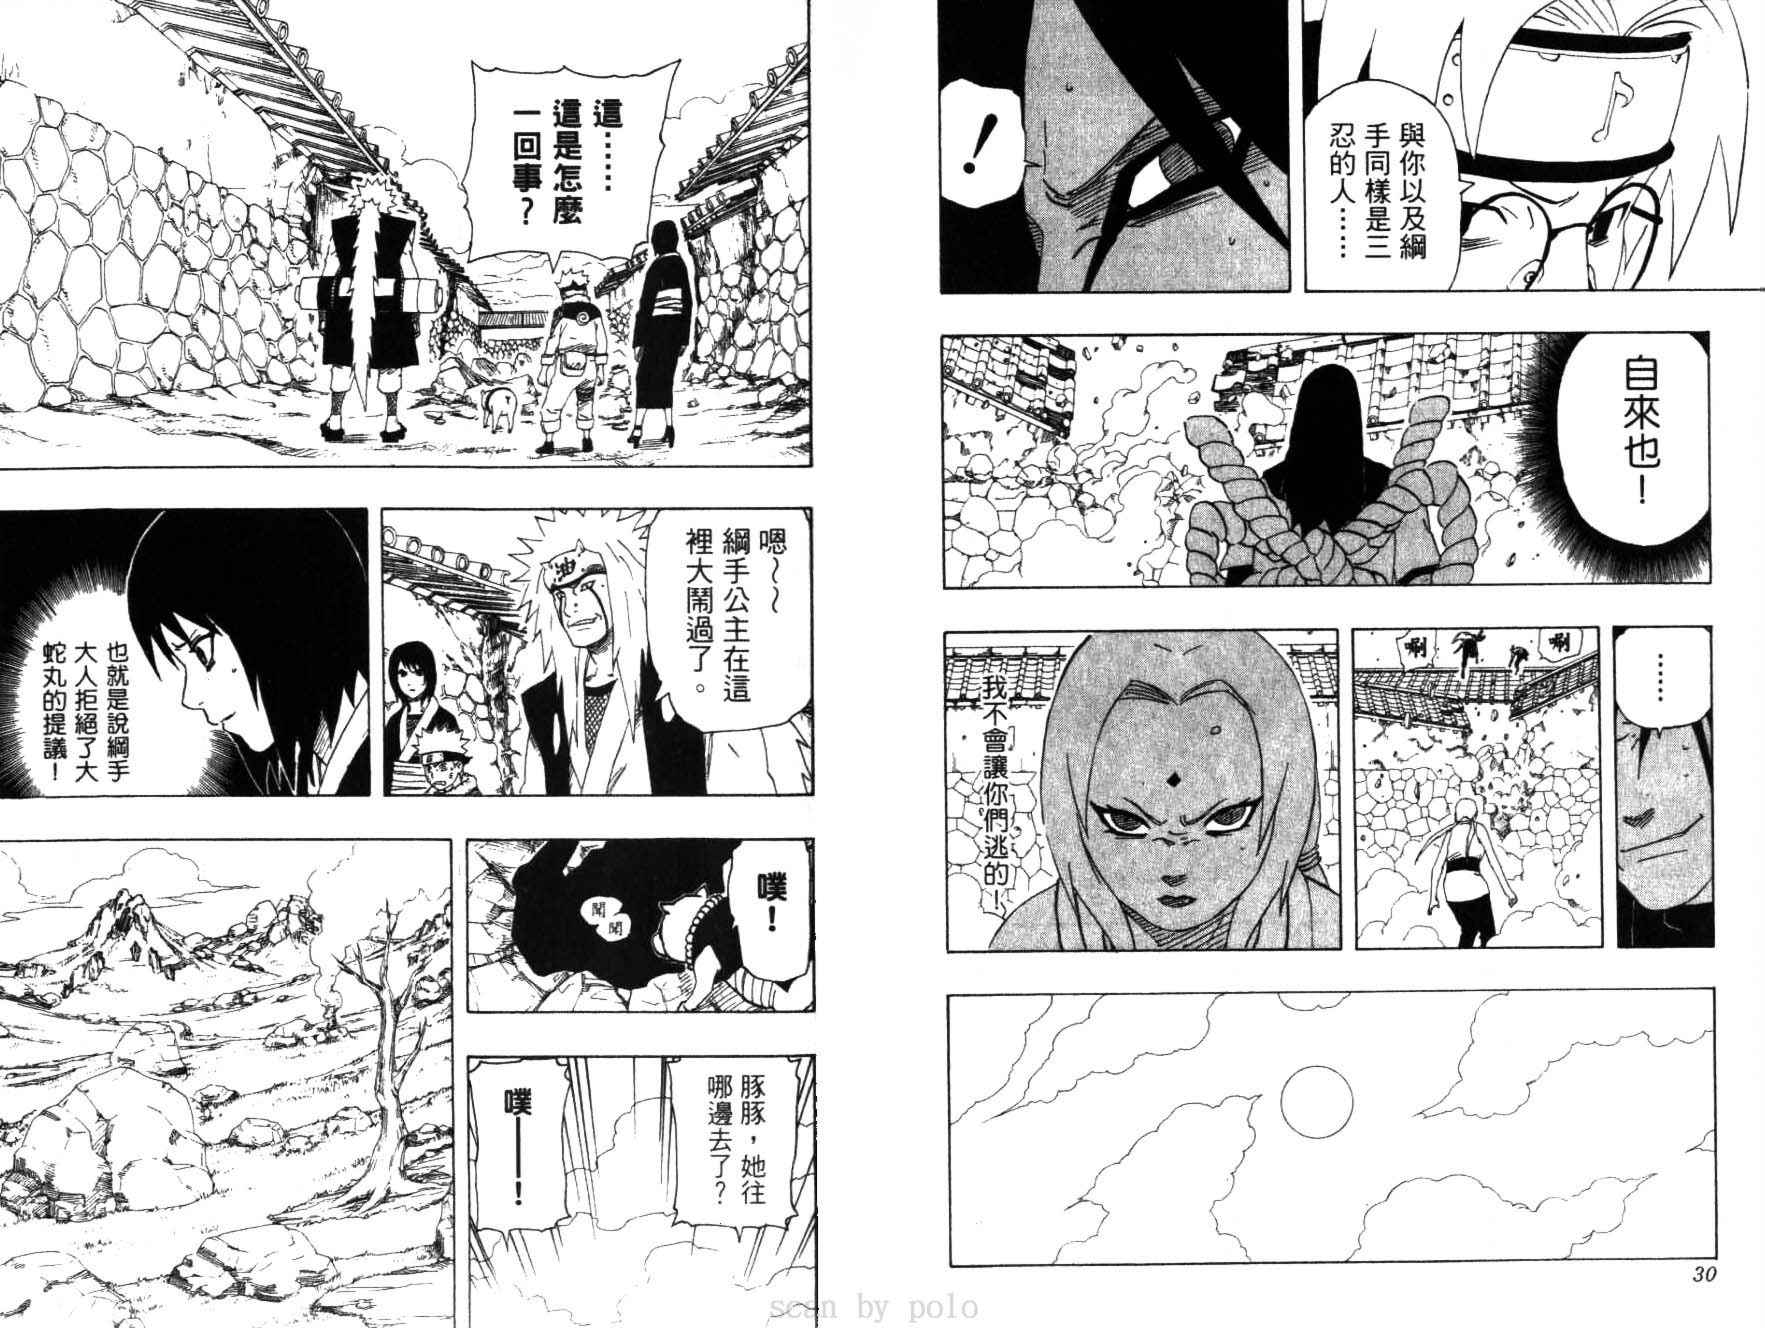 與你以及綱
手同樣是三
忍的人……
！
自來也！
……
唰
唰
我不會讓你們逃的！
30
這……
這是怎麼
一回事？
嗯~~
綱手公主在這
裡大鬧過了。
也就是說綱手
大人拒絕了大
蛇丸的提議！
噗！
聞
聞
豚豚，她往
哪邊去了？
噗——！
油
scan by polo